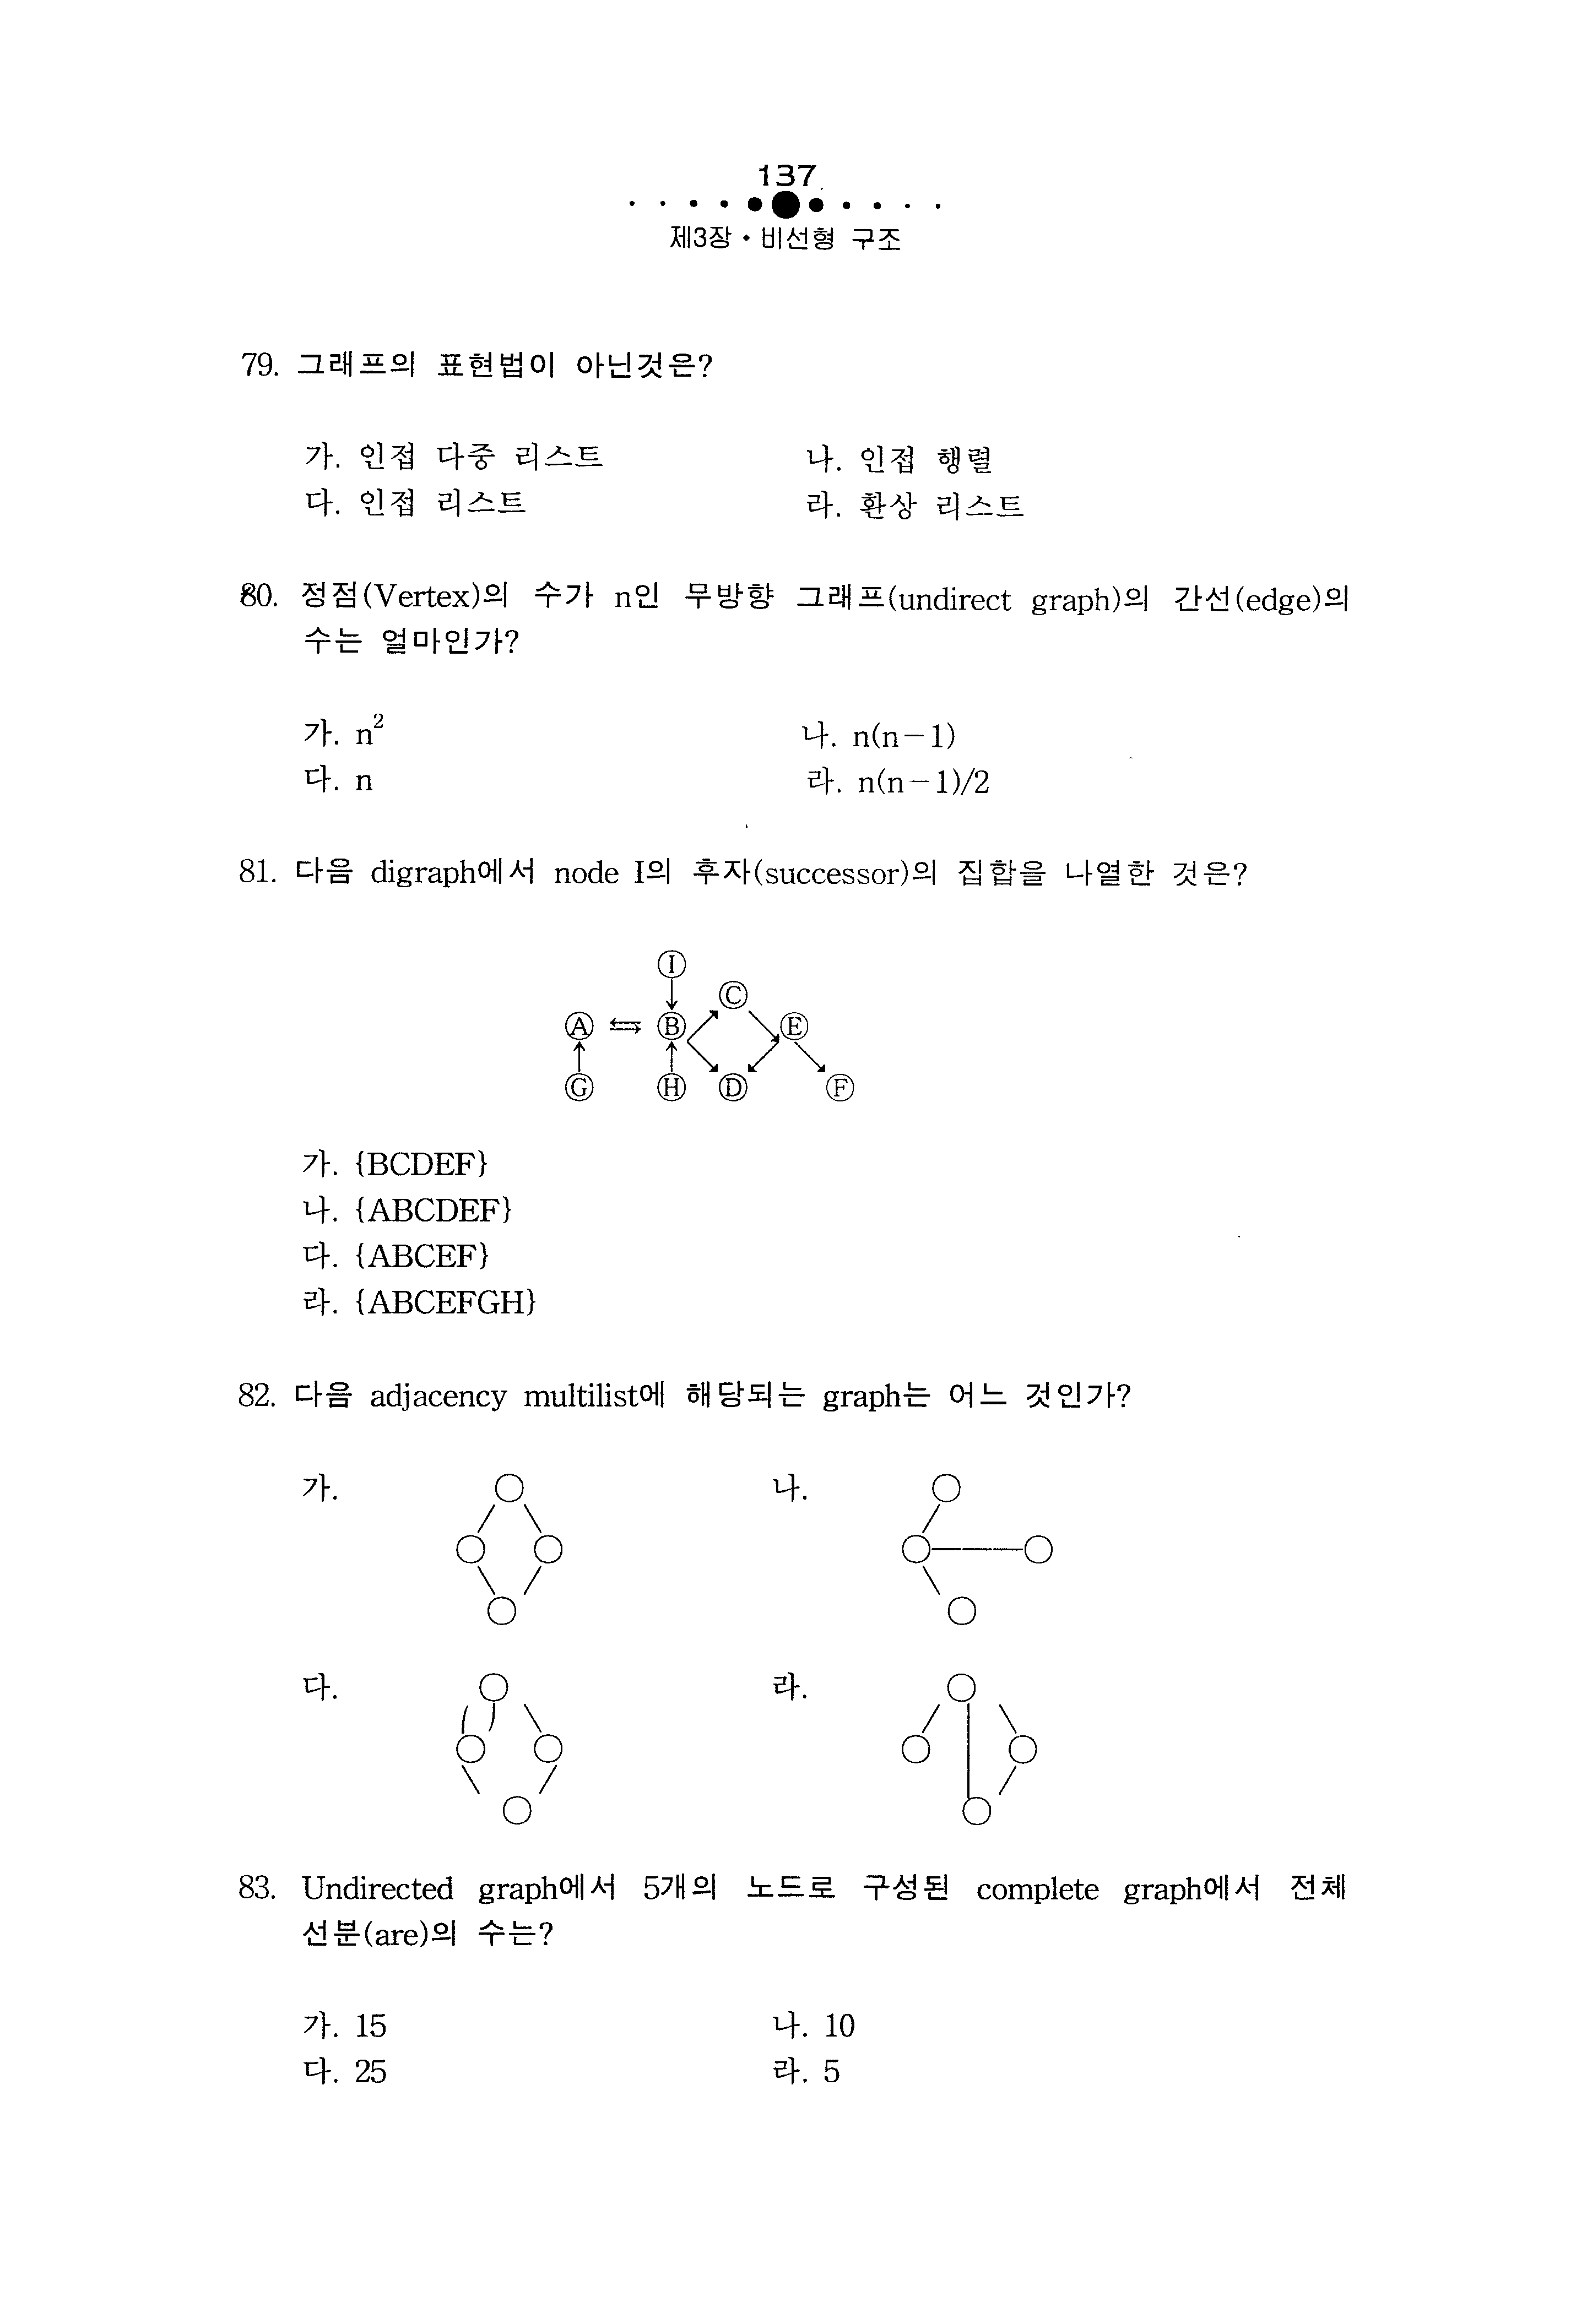 137
제3장 • 비선형 구조
79. 그래프의 표현법이 아닌것은?
가. 인접 다중 리스트 나. 인접 행렬
다. 인접 리스트 라. 환상 리스트
80. 정점(Vertex)의 수가 n인 무방향 그래프(undirect graph)의 간선(edge)의
수는 얼마인가?
가. n² 나. n(n-1)
다. n 라. n(n-1)/2
81. 다음 digraph에서 node I의 후자(successor)의 집합을 나열한 것은?
I
C
A ⇆ B E
G H D F
가. {BCDEF}
나. {ABCDEF}
다. {ABCEF}
라. {ABCEFGH}
82. 다음 adjacency multilist에 해당되는 graph는 어느 것인가?
가. 나.
다. 라.
83. Undirected graph에서 5개의 노드로 구성된 complete graph에서 전체
선분(are)의 수는?
가. 15 나. 10
다. 25 라. 5